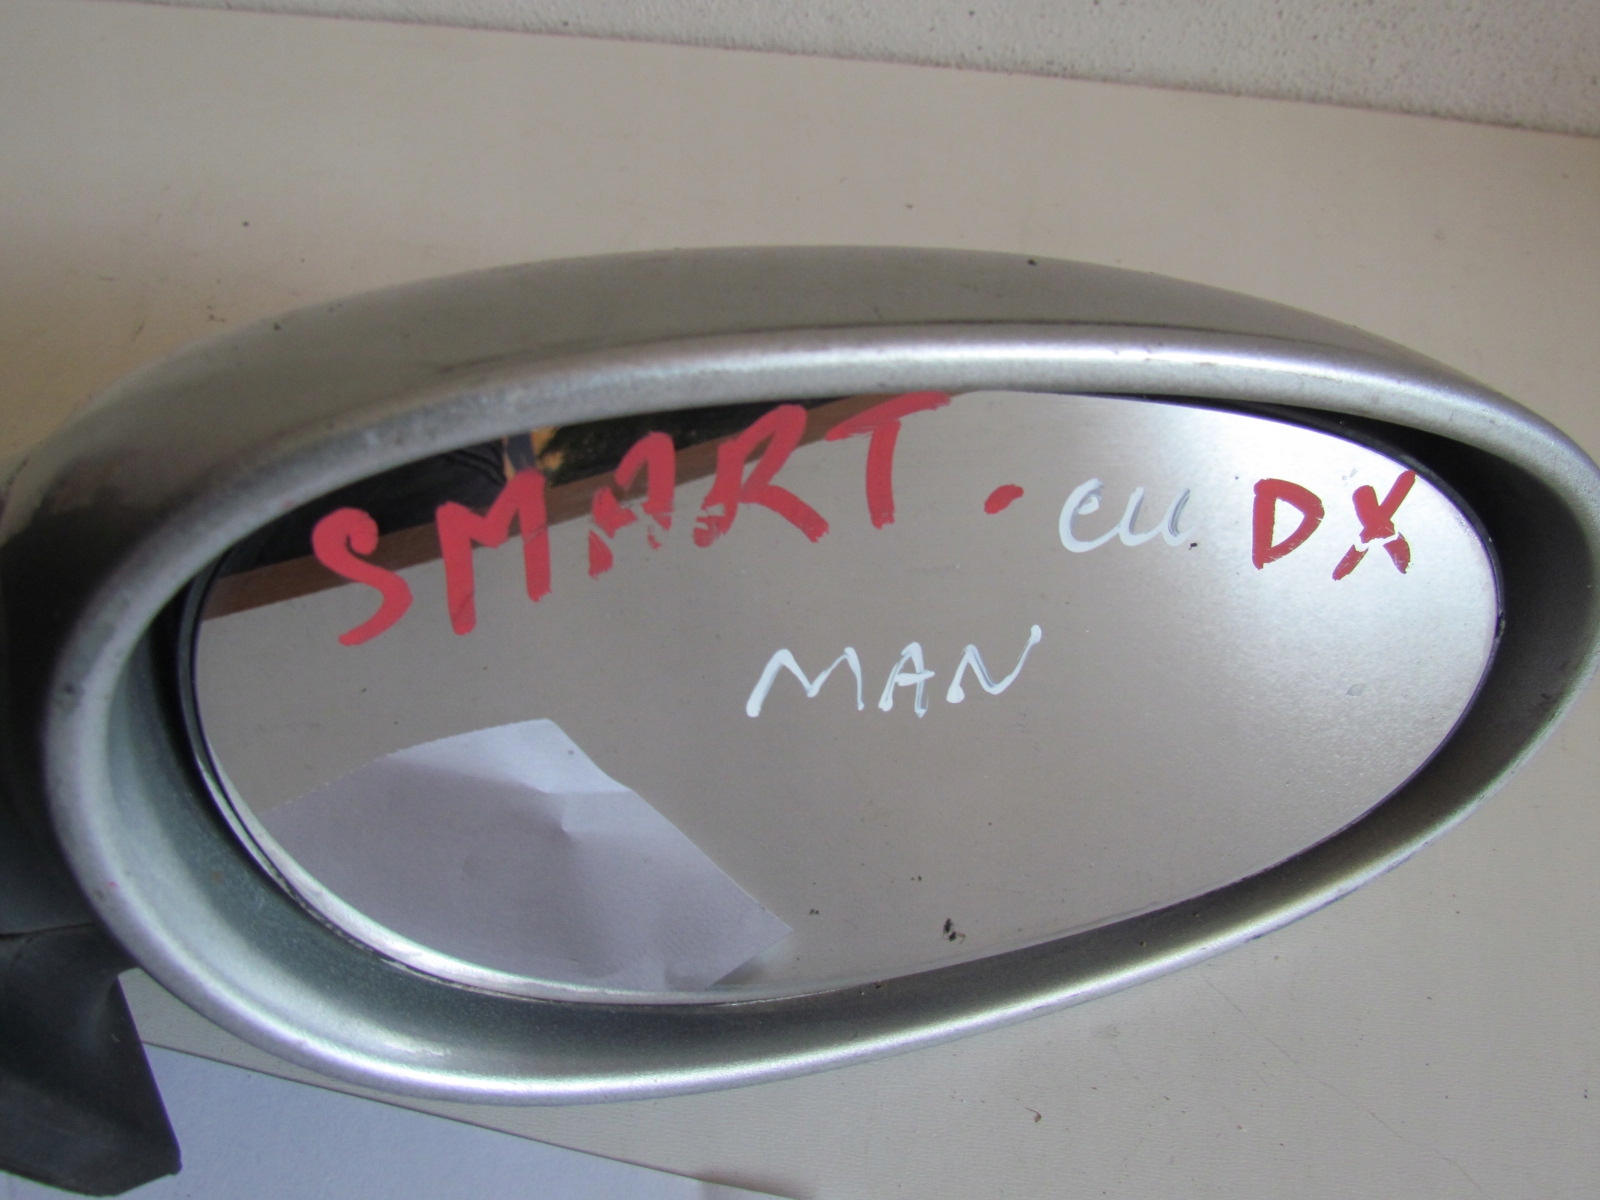 SMART. eu DX
MAN